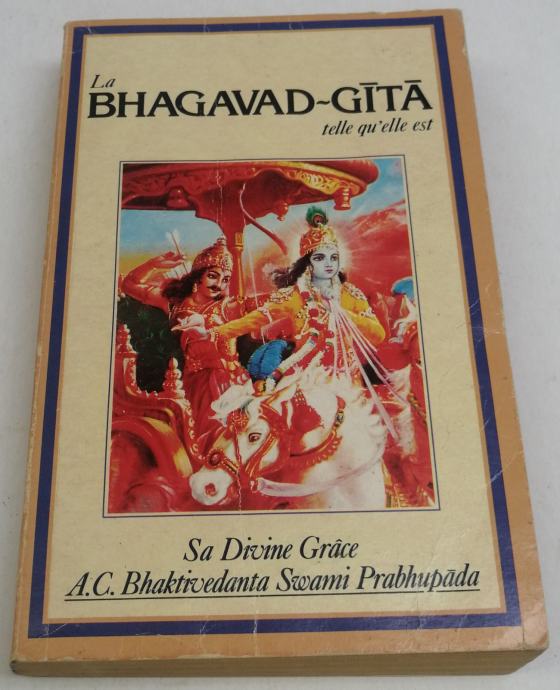 La
BHAGAVAD~GĪTĀ
telle qu'elle est
Sa Divine Grâce
A.C. Bhaktivedanta Swami Prabhupāda